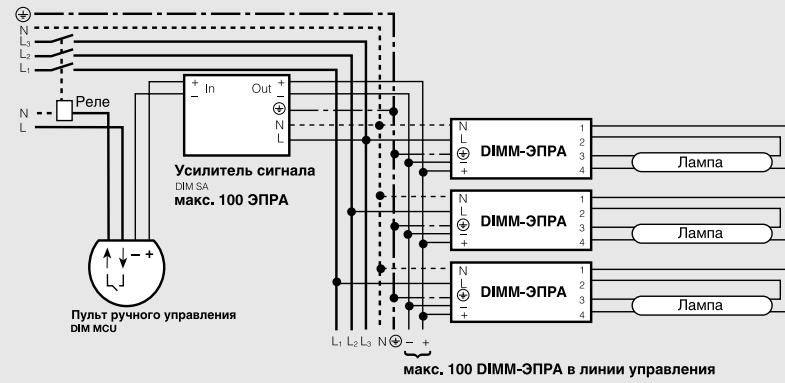 N
L₃
L₂
L₁
N
L
Реле
+ In Out +
− −
N
L
Усилитель сигнала
DIM SA
макс. 100 ЭПРА
− +
Пульт ручного управления
DIM MCU
N
L
−
+
DIMM-ЭПРА
1
2
3
4
Лампа
N
L
−
+
DIMM-ЭПРА
1
2
3
4
Лампа
N
L
−
+
DIMM-ЭПРА
1
2
3
4
Лампа
L₁ L₂ L₃ N − +
макс. 100 DIMM-ЭПРА в линии управления